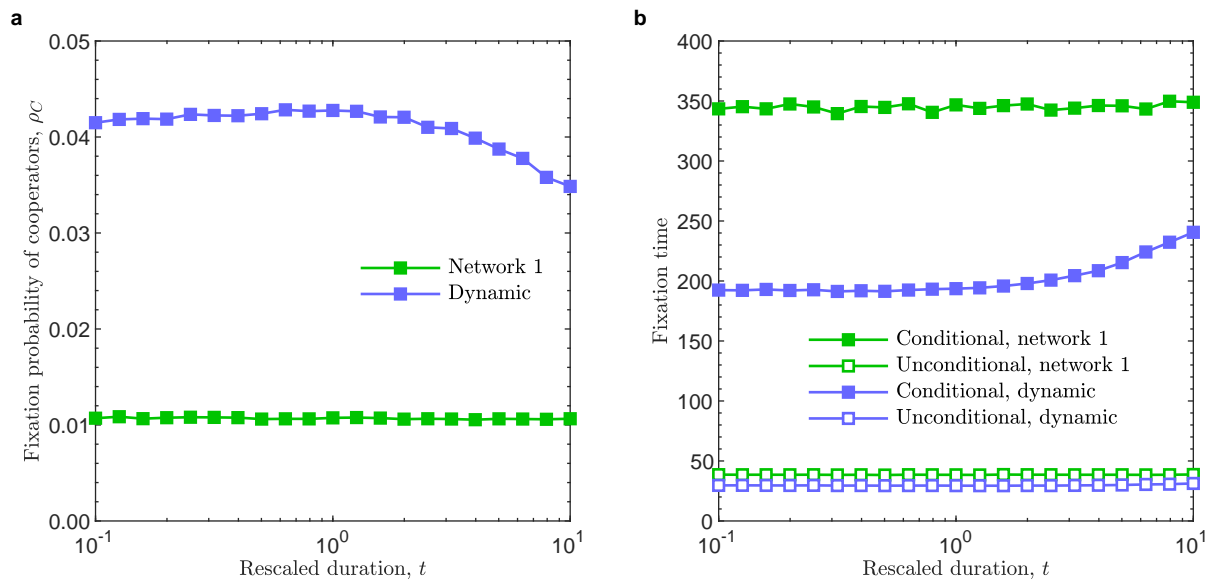 a
0.05
0.04
0.03
0.02
0.01
0.00
Fixation probability of cooperators, ρC
Network 1
Dynamic
10-1
100
101
Rescaled duration, t
b
400
350
300
250
200
150
100
50
0
Fixation time
Conditional, network 1
Unconditional, network 1
Conditional, dynamic
Unconditional, dynamic
10-1
100
101
Rescaled duration, t